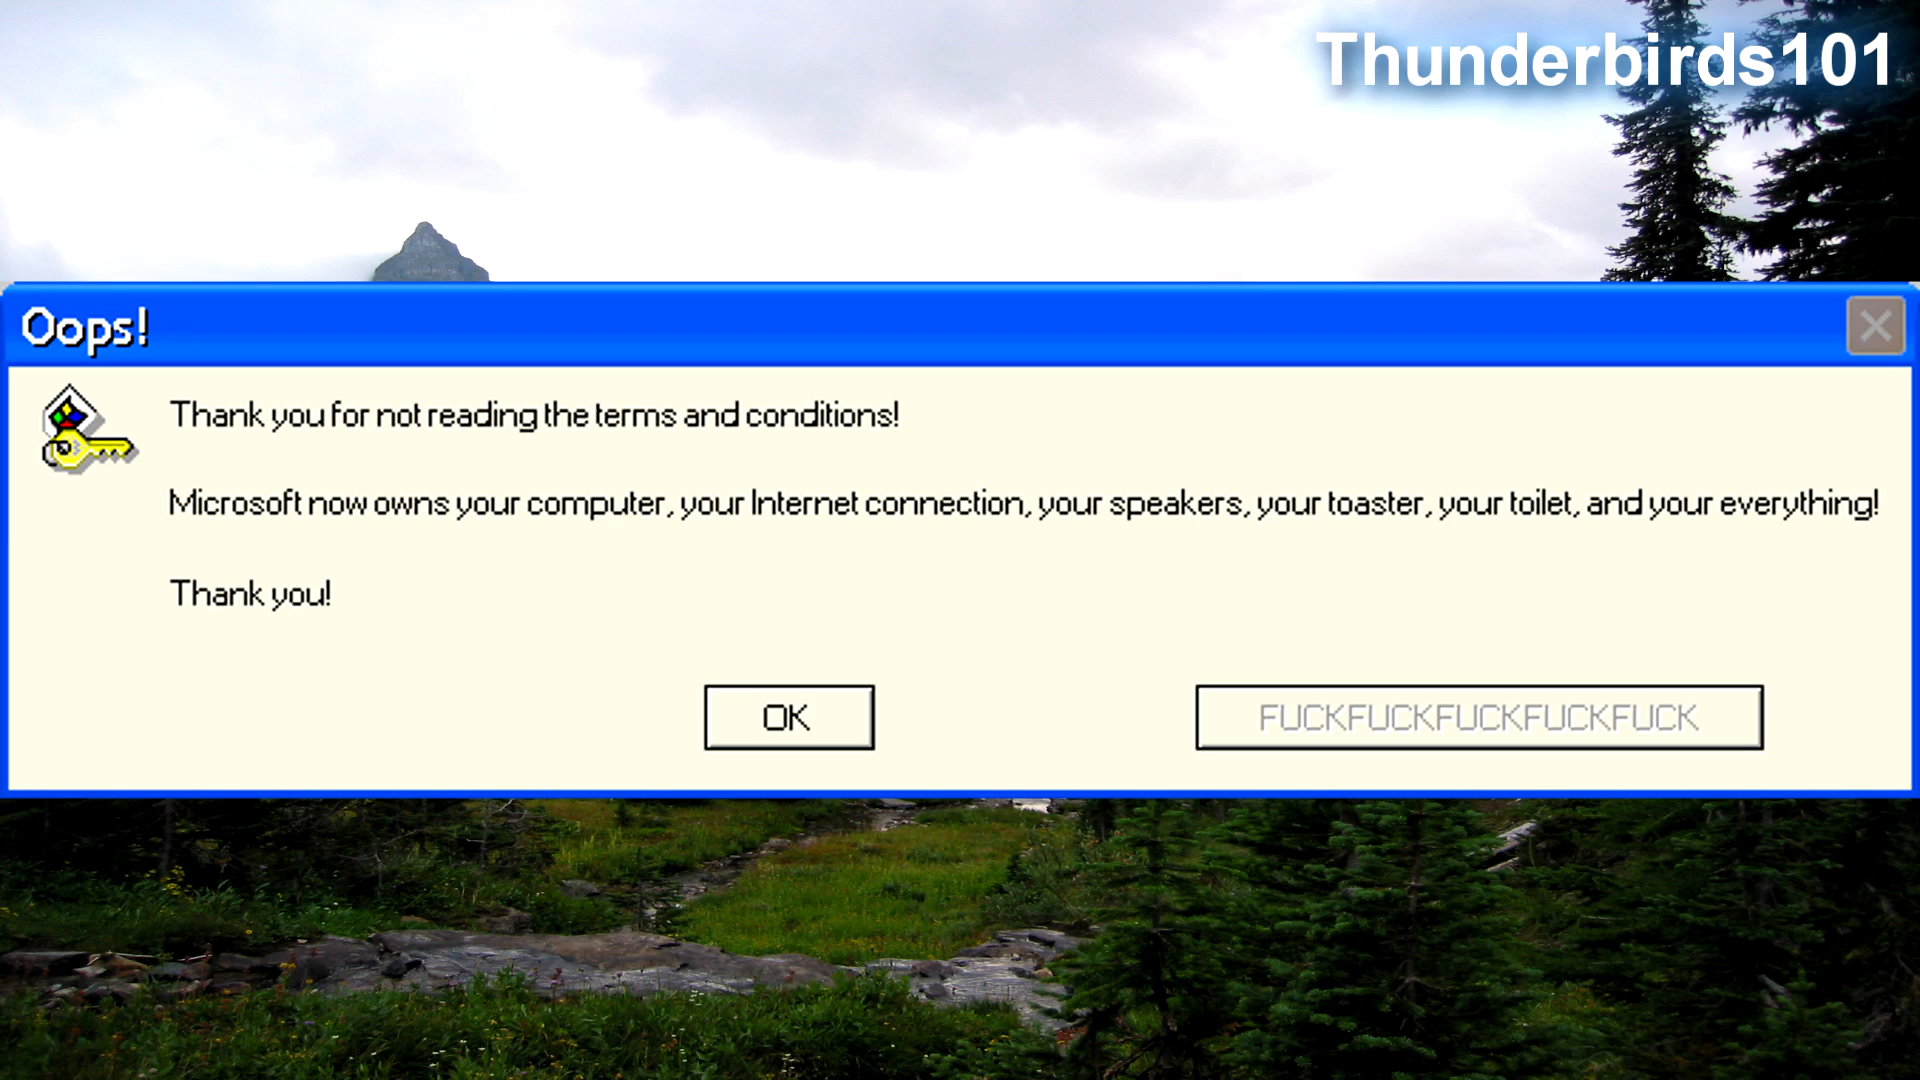 Thunderbirds101
Oops!
Thank you for not reading the terms and conditions!
Microsoft now owns your computer, your Internet connection, your speakers, your toaster, your toilet, and your everything!
Thank you!
OK
FUCKFUCKFUCKFUCKFUCK